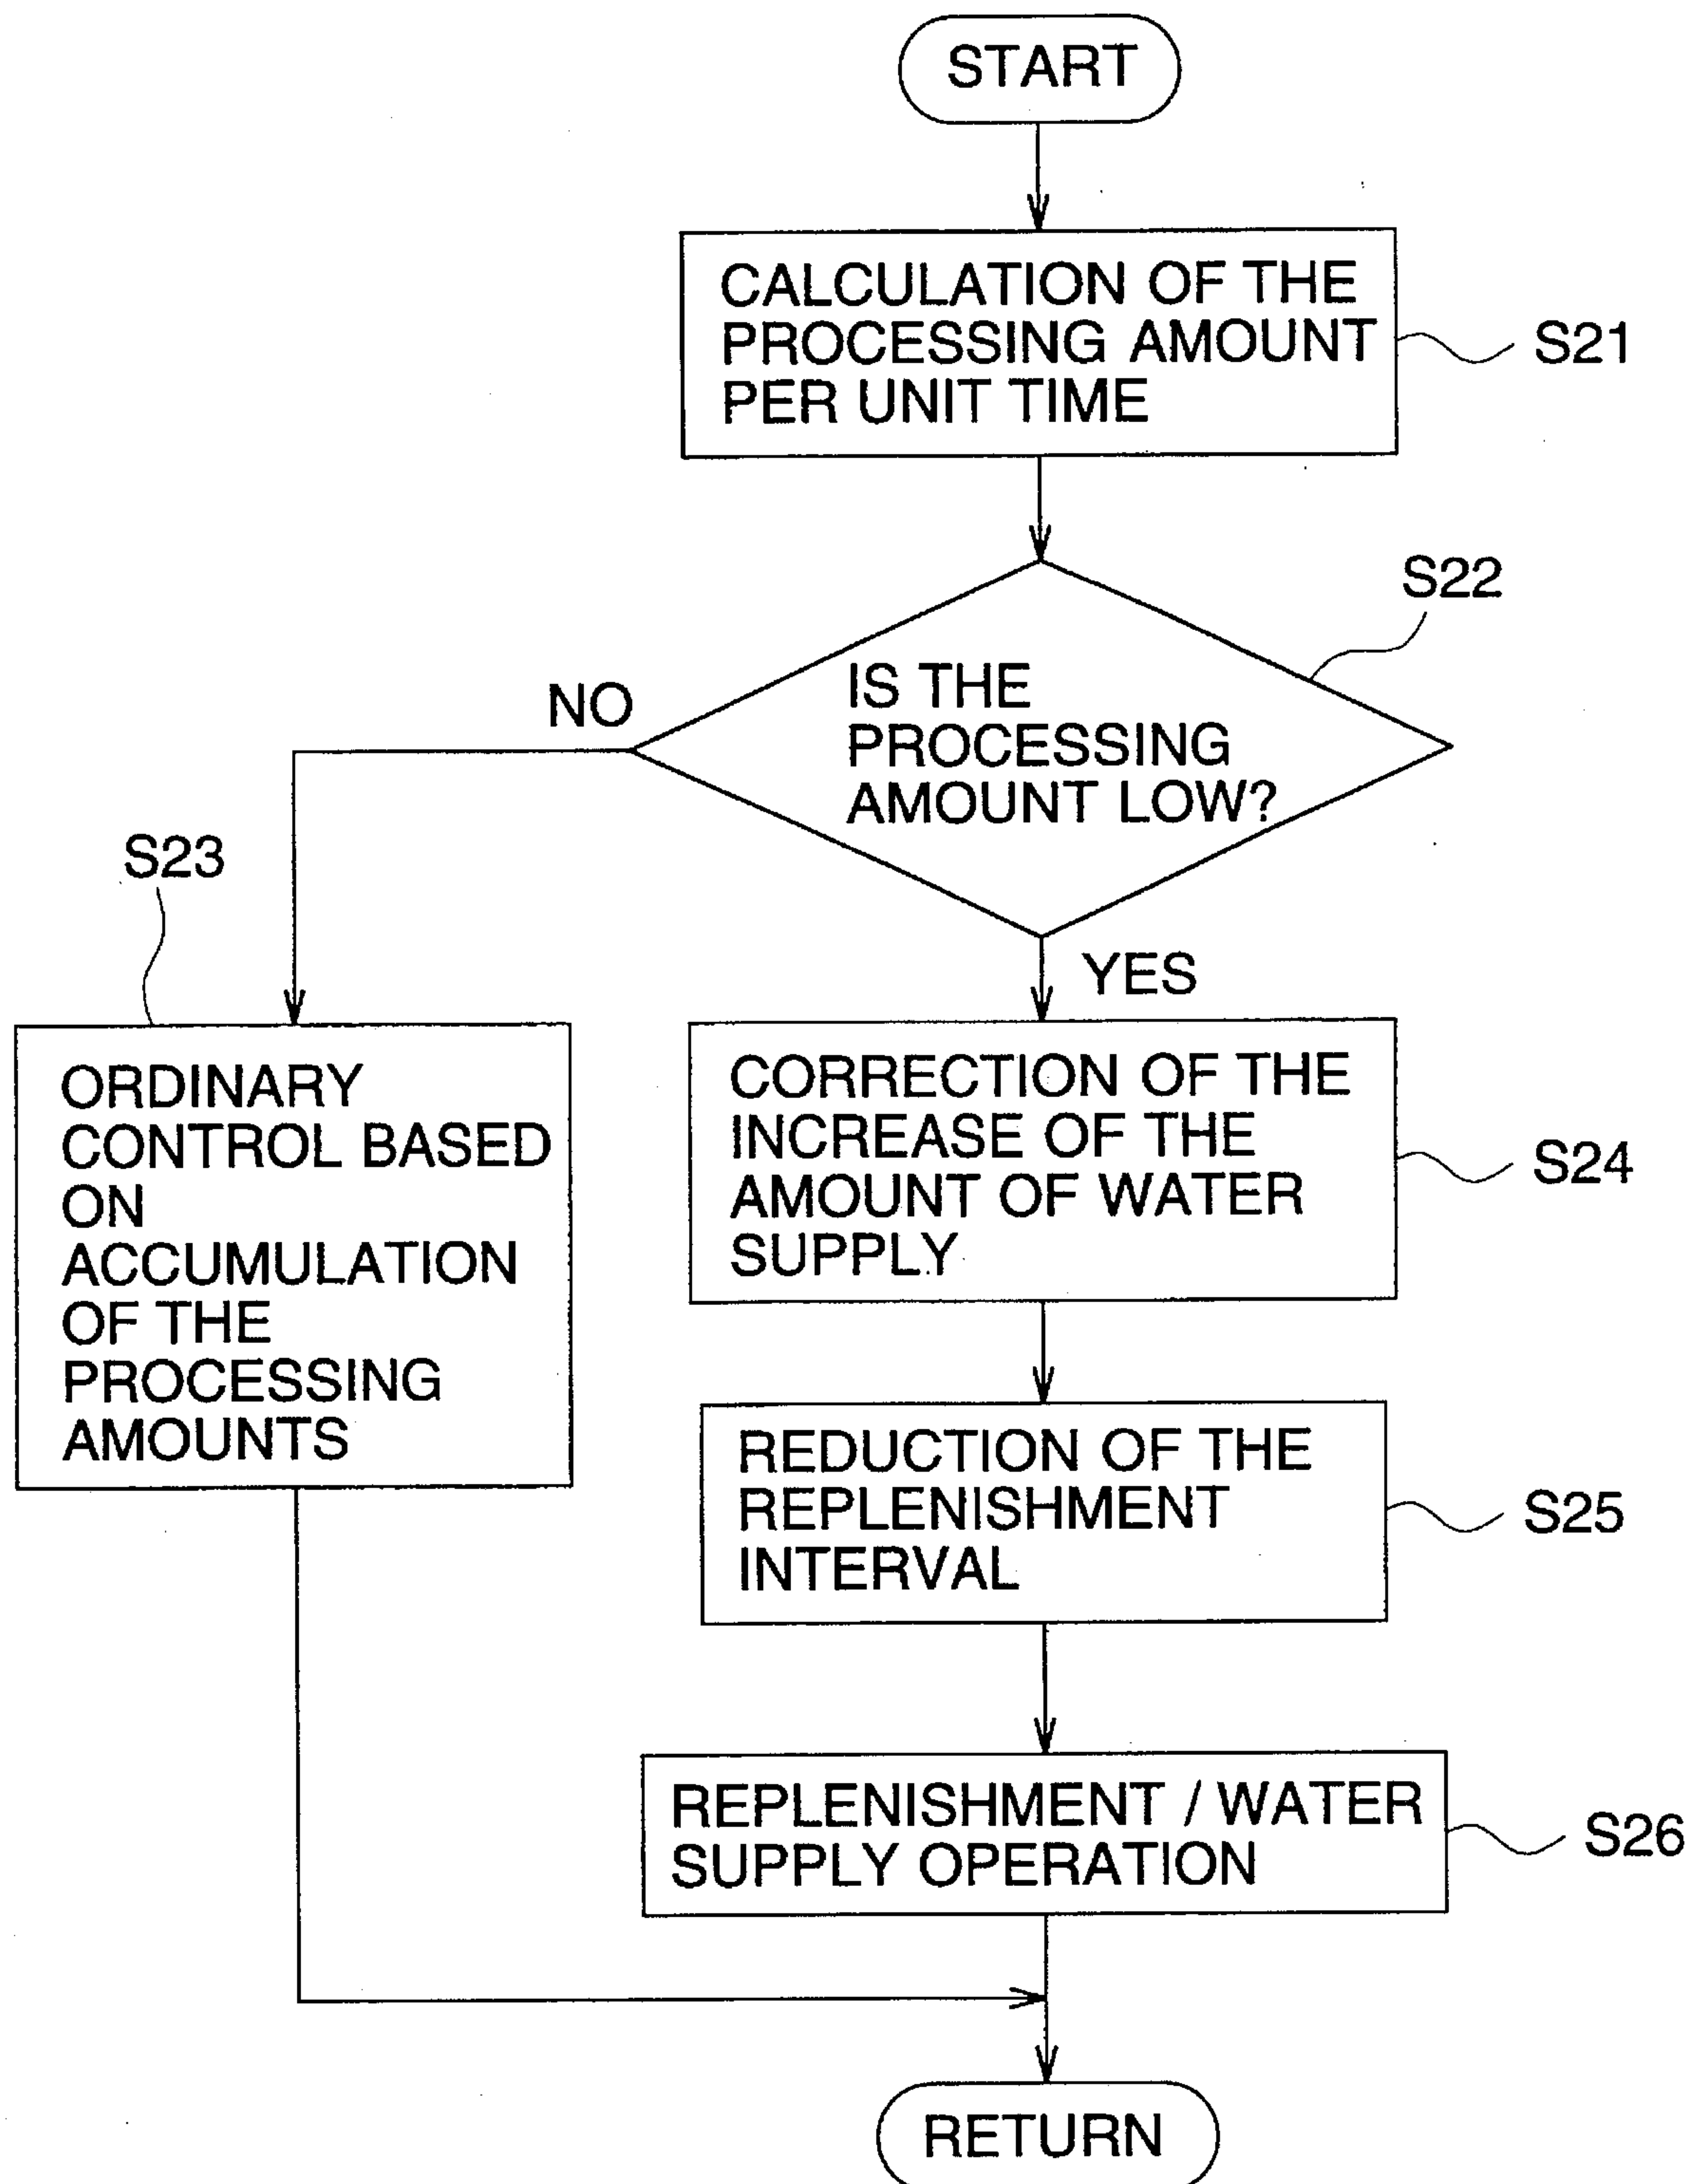 START
CALCULATION OF THE
PROCESSING AMOUNT
PER UNIT TIME
S21
S22
IS THE
PROCESSING
AMOUNT LOW?
NO
YES
S23
ORDINARY
CONTROL BASED
ON
ACCUMULATION
OF THE
PROCESSING
AMOUNTS
CORRECTION OF THE
INCREASE OF THE
AMOUNT OF WATER
SUPPLY
S24
REDUCTION OF THE
REPLENISHMENT
INTERVAL
S25
REPLENISHMENT / WATER
SUPPLY OPERATION
S26
RETURN